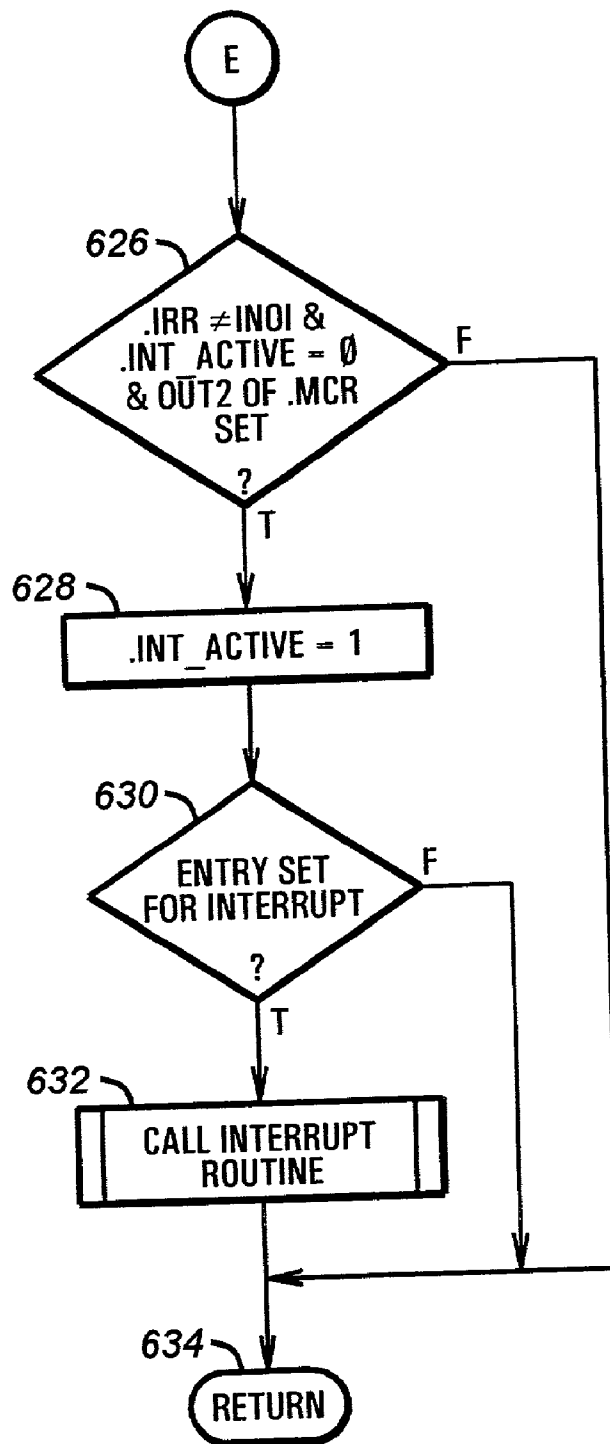 E
626
.IRR ≠ INOI &
.INT_ACTIVE = Ø
& OUT2 OF .MCR
SET
?
F
T
628
.INT_ACTIVE = 1
630
ENTRY SET
FOR INTERRUPT
?
F
T
632
CALL INTERRUPT
ROUTINE
634
RETURN